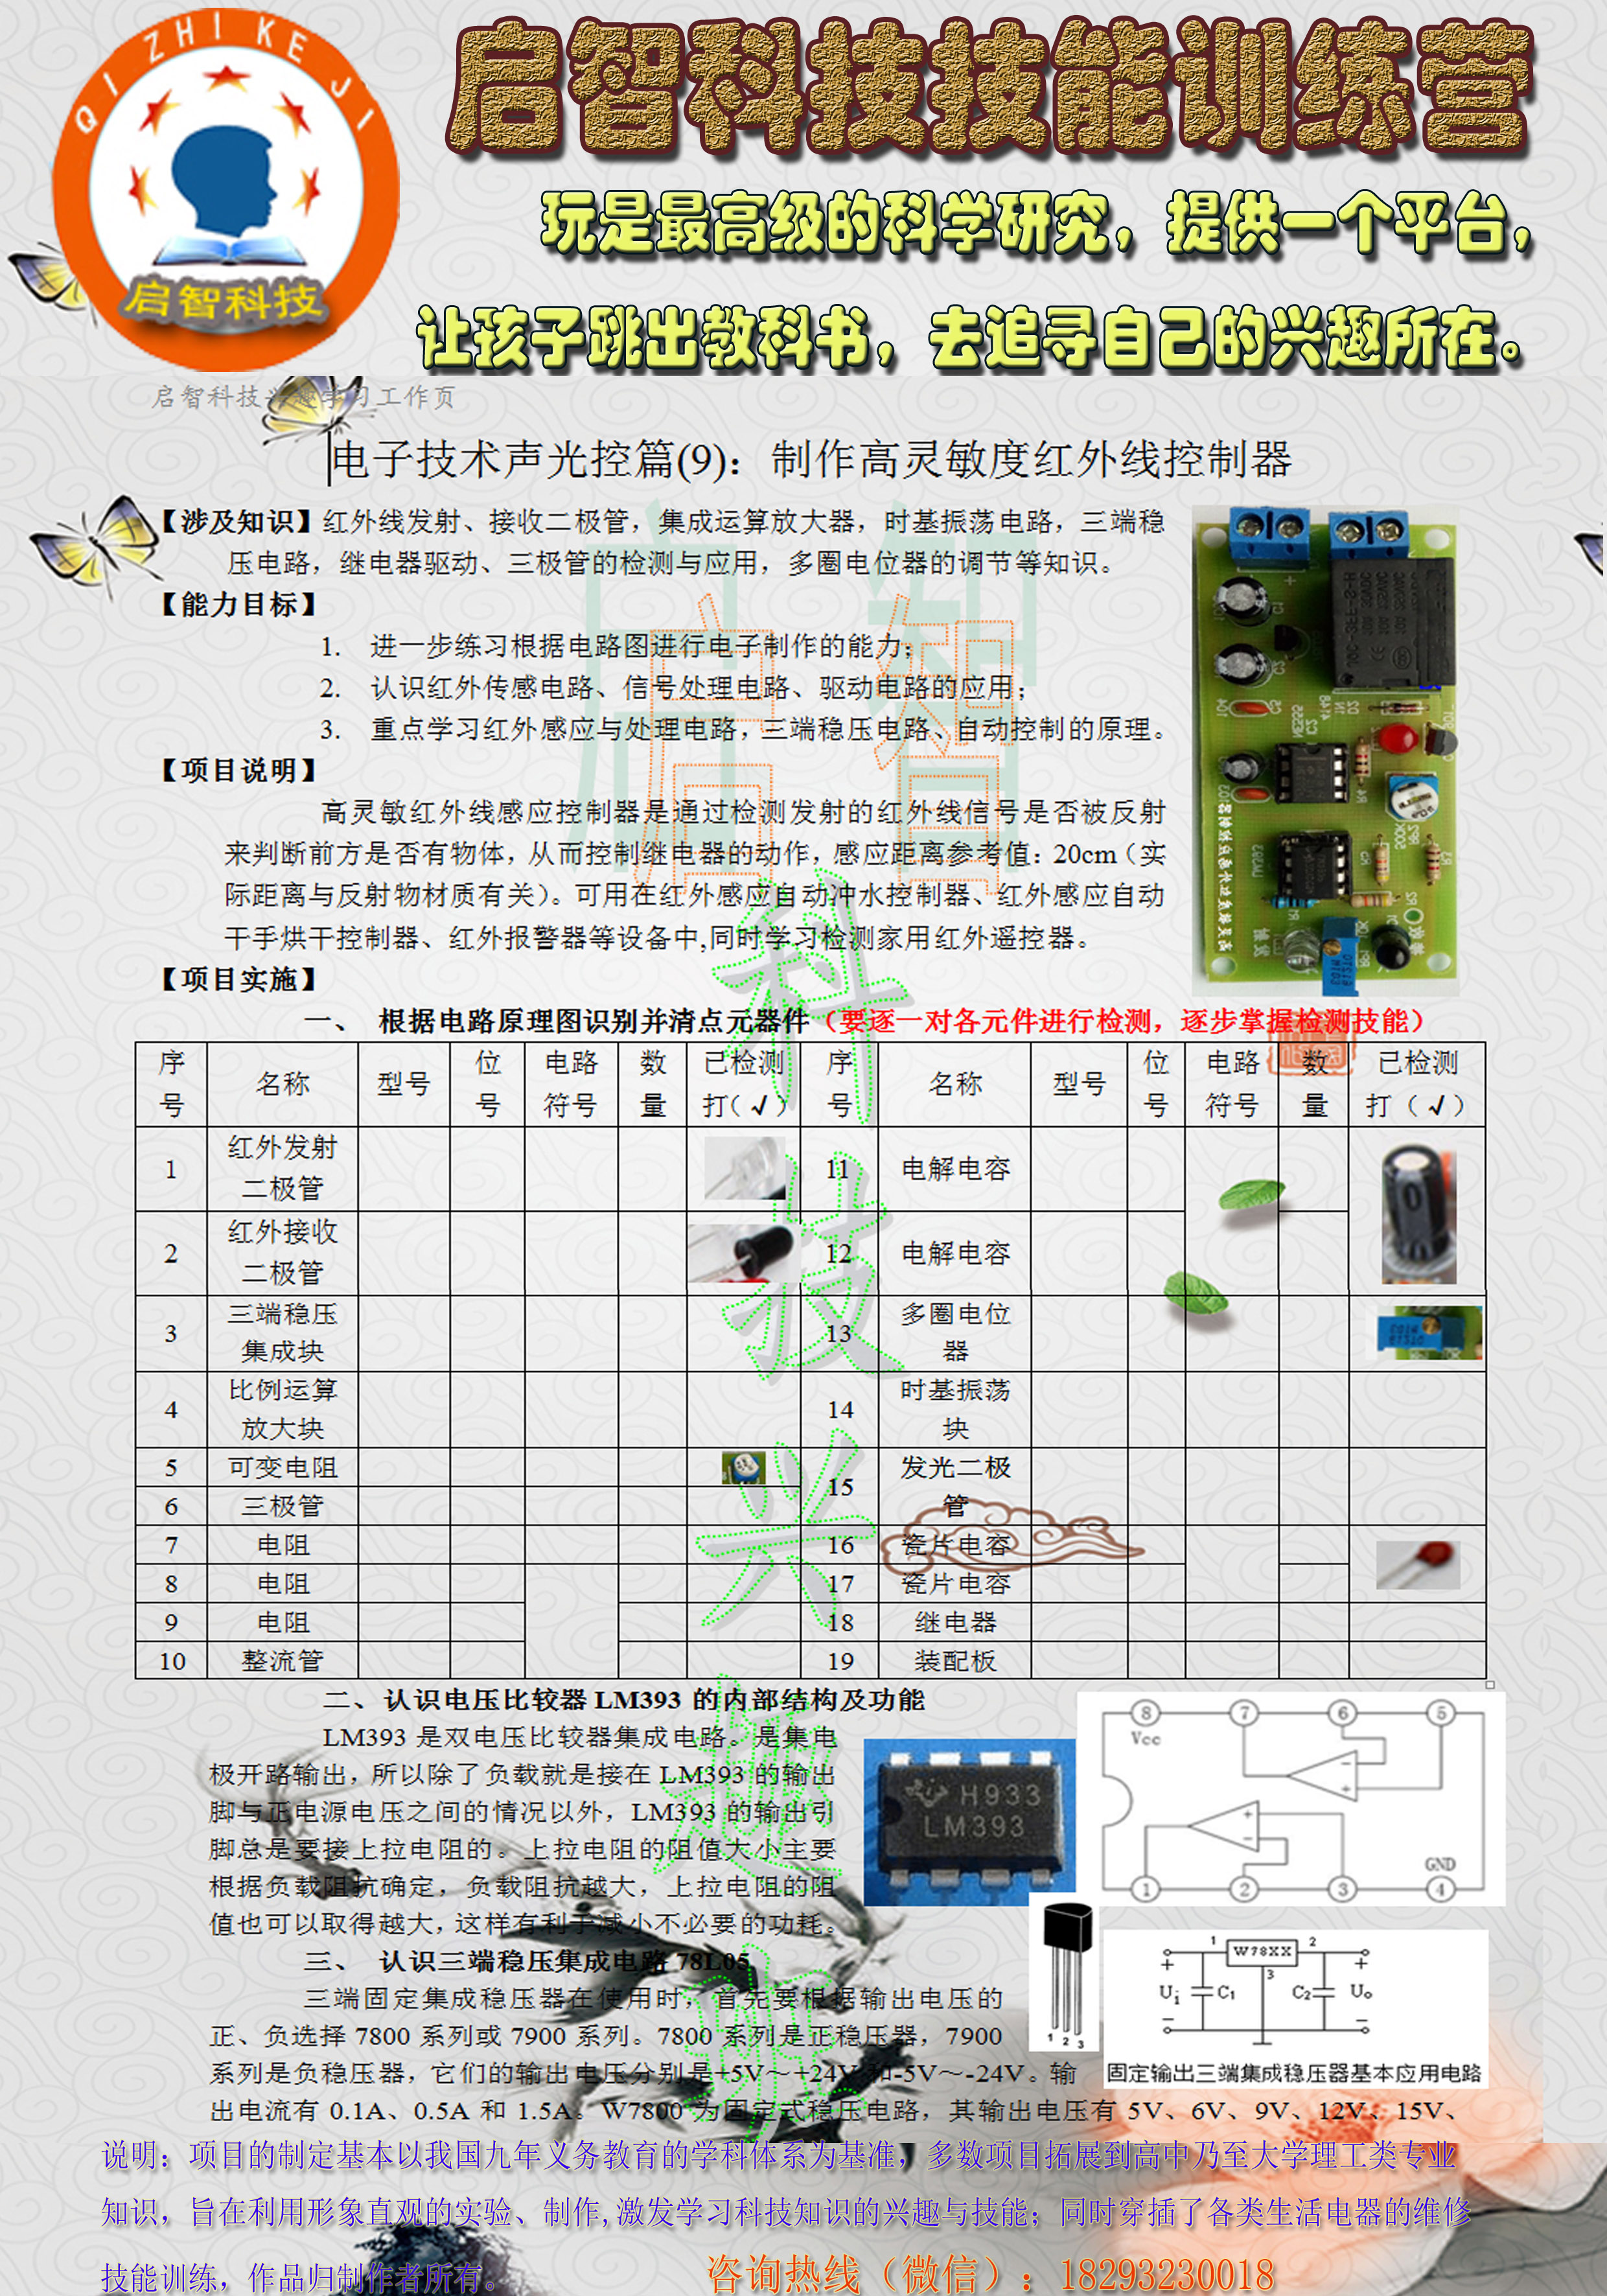 QI ZHI KE JI
启智科技
启智科技技能训练营
玩是最高级的科学研究，提供一个平台，
让孩子跳出教科书，去追寻自己的兴趣所在。
启智科技兴趣学习工作页
电子技术声光控篇(9)：制作高灵敏度红外线控制器
【涉及知识】红外线发射、接收二极管，集成运算放大器，时基振荡电路，三端稳
压电路，继电器驱动、三极管的检测与应用，多圈电位器的调节等知识。
【能力目标】
1. 进一步练习根据电路图进行电子制作的能力；
2. 认识红外传感电路、信号处理电路、驱动电路的应用；
3. 重点学习红外感应与处理电路，三端稳压电路、自动控制的原理。
【项目说明】
高灵敏红外线感应控制器是通过检测发射的红外线信号是否被反射
来判断前方是否有物体，从而控制继电器的动作，感应距离参考值：20cm（实
际距离与反射物材质有关）。可用在红外感应自动冲水控制器、红外感应自动
干手烘干控制器、红外报警器等设备中,同时学习检测家用红外遥控器。
【项目实施】
一、 根据电路原理图识别并清点元器件（要逐一对各元件进行检测，逐步掌握检测技能）
序号 名称 型号 位号 电路符号 数量 已检测打(√) 序号 名称 型号 位号 电路符号 数量 已检测打（√）
1 红外发射二极管 11 电解电容
2 红外接收二极管 12 电解电容
3 三端稳压集成块 13 多圈电位器
4 比例运算放大块 14 时基振荡块
5 可变电阻 15 发光二极管
6 三极管
7 电阻 16 瓷片电容
8 电阻 17 瓷片电容
9 电阻 18 继电器
10 整流管 19 装配板
二、认识电压比较器 LM393 的内部结构及功能
LM393 是双电压比较器集成电路。是集电
极开路输出，所以除了负载就是接在 LM393 的输出
脚与正电源电压之间的情况以外，LM393 的输出引
脚总是要接上拉电阻的。上拉电阻的阻值大小主要
根据负载阻抗确定，负载阻抗越大，上拉电阻的阻
值也可以取得越大，这样有利于减小不必要的功耗。
H933
LM393
8 7 6 5
Vcc
GND
1 2 3 4
三、 认识三端稳压集成电路 78L05
三端固定集成稳压器在使用时，首先要根据输出电压的
正、负选择 7800 系列或 7900 系列。7800 系列是正稳压器，7900
系列是负稳压器，它们的输出电压分别是+5V～+24V 和-5V～-24V。输
出电流有 0.1A、0.5A 和 1.5A。W7800 为固定式稳压电路，其输出电压有 5V、6V、9V、12V、15V、
1 2 3
1 W78XX 2
3
+ Ui - C1 C2 + Uo -
固定输出三端集成稳压器基本应用电路
启智科技兴趣班
说明：项目的制定基本以我国九年义务教育的学科体系为基准，多数项目拓展到高中乃至大学理工类专业
知识，旨在利用形象直观的实验、制作,激发学习科技知识的兴趣与技能；同时穿插了各类生活电器的维修
技能训练，作品归制作者所有。
咨询热线（微信）：18293230018